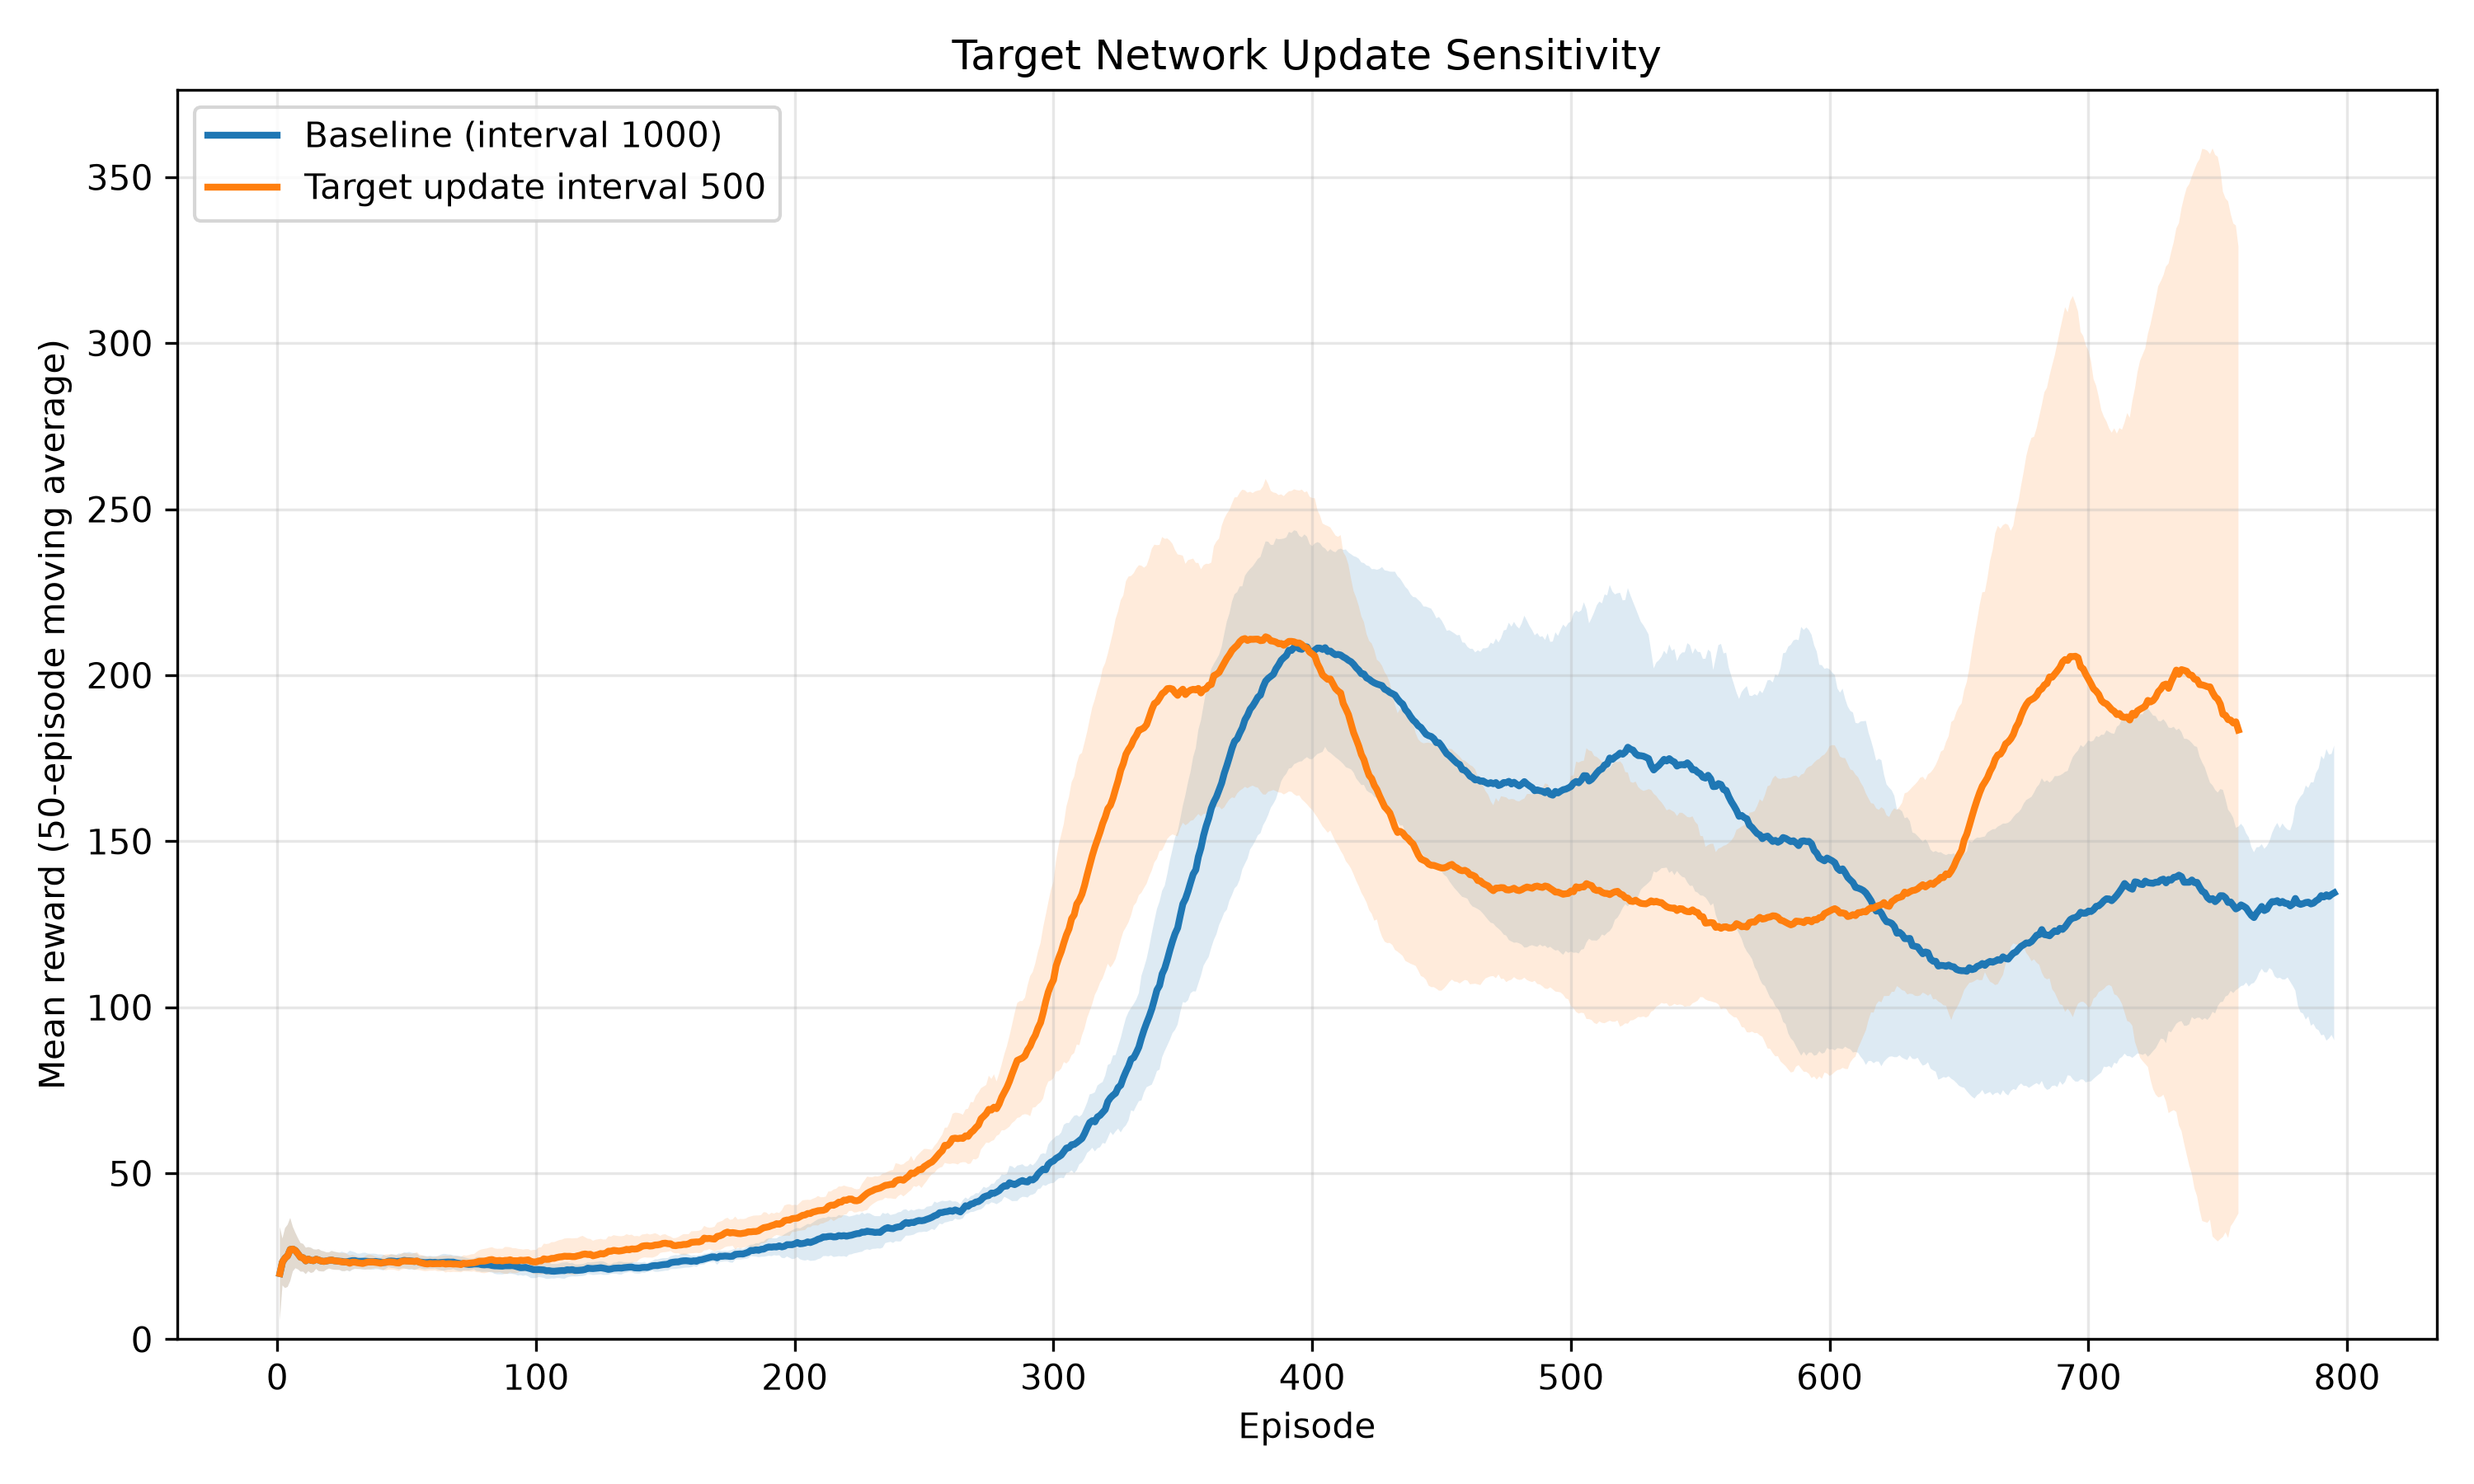 Target Network Update Sensitivity
Baseline (interval 1000)
Target update interval 500
Mean reward (50-episode moving average)
350
300
250
200
150
100
50
0
0 100 200 300 400 500 600 700 800
Episode